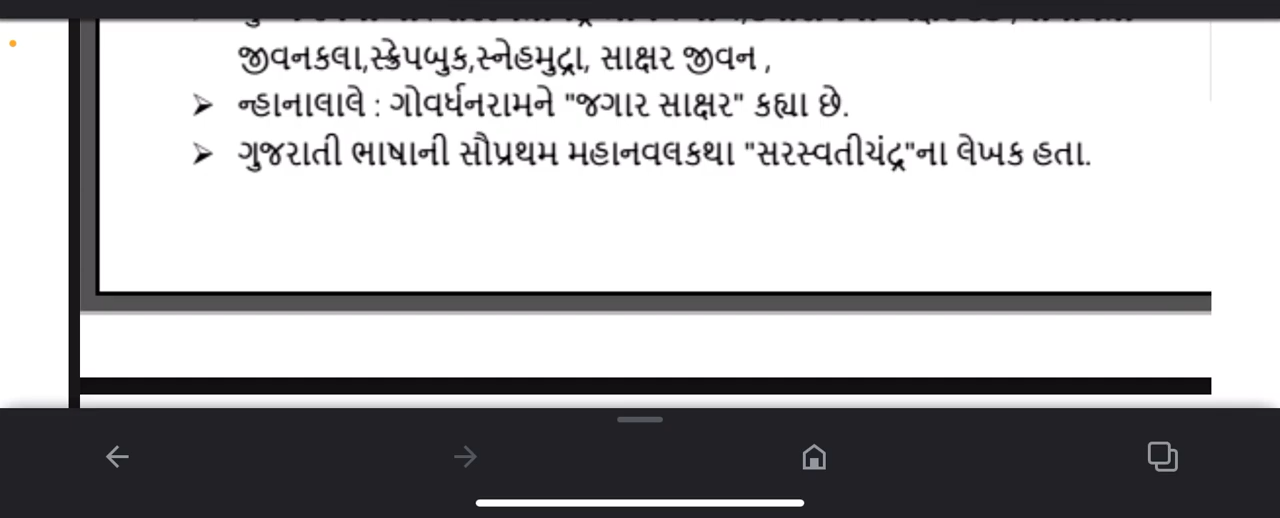 જીવનકલા,સ્ક્રેપબુક,સ્નેહમુદ્રા, સાક્ષર જીવન ,
➤ ન્હાનાલાલે : ગોવર્ધનરામને "જગાર સાક્ષર" કહ્યા છે.
➤ ગુજરાતી ભાષાની સૌપ્રથમ મહાનવલકથા "સરસ્વતીચંદ્ર"ના લેખક હતા.